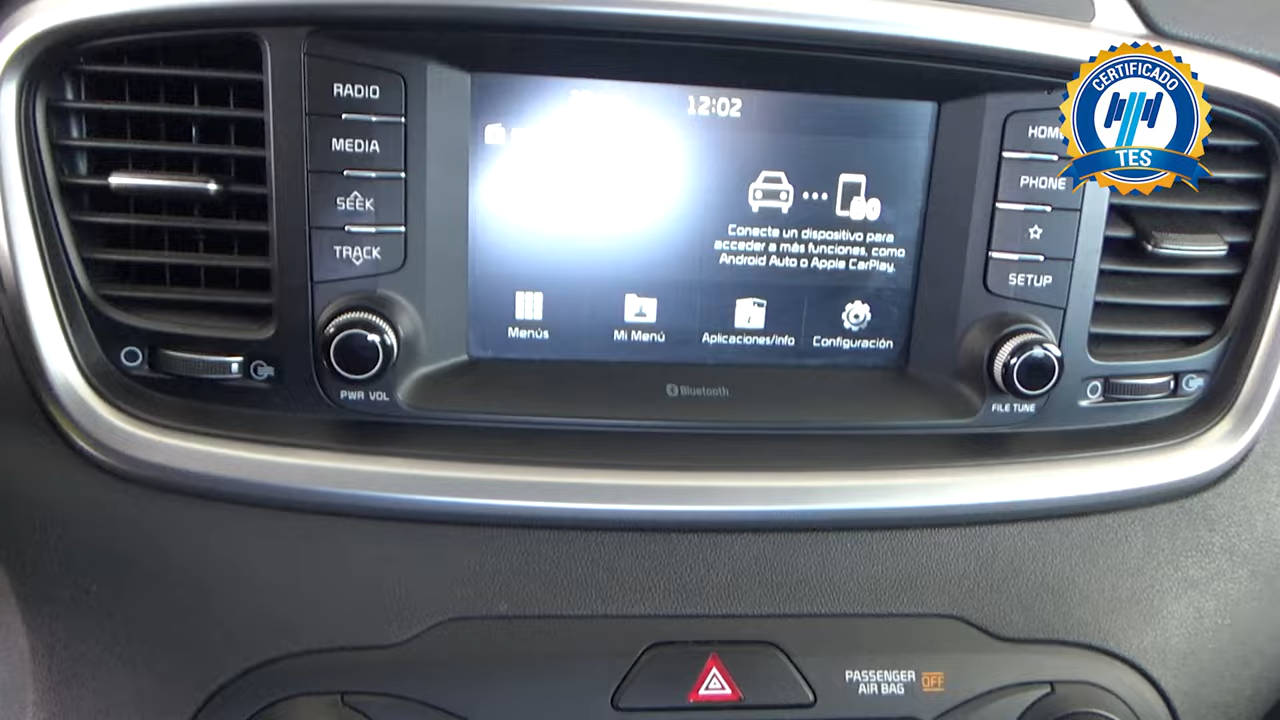 RADIO
MEDIA
SEEK
TRACK
PWR VOL
12:02
Conecte un dispositivo para
acceder a más funciones, como
Android Auto o Apple CarPlay.
Menús
Mi Menú
Aplicaciones/Info
Configuración
Bluetooth
HOME
PHONE
SETUP
FILE TUNE
CERTIFICADO
TES
PASSENGER
AIR BAG
OFF